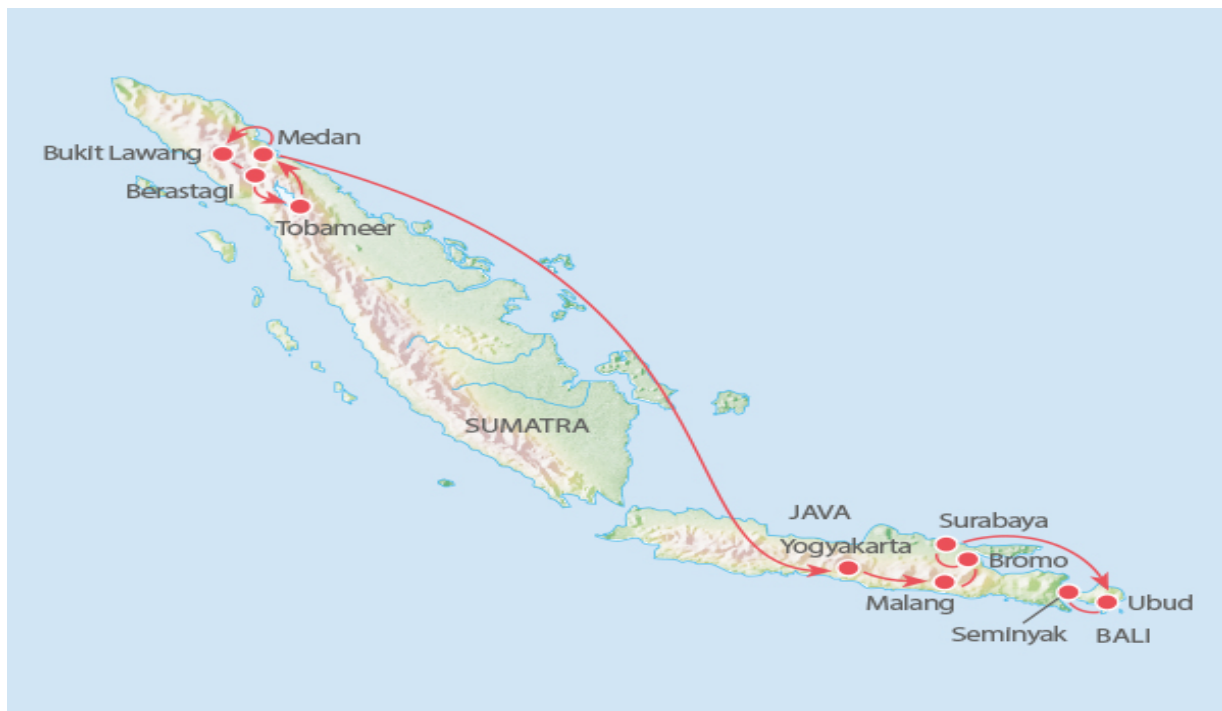 Medan
Bukit Lawang
Berastagi
Tobameer
SUMATRA
JAVA
Surabaya
Yogyakarta
Bromo
Malang
Ubud
Seminyak
BALI